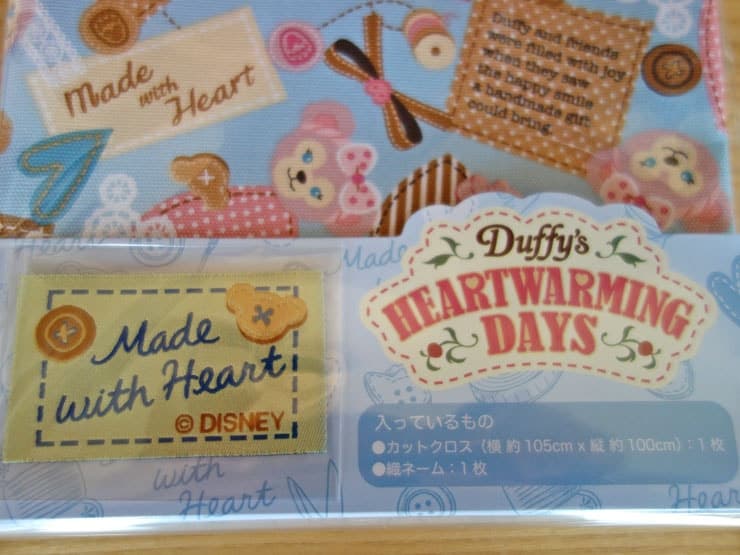 Made
with
Heart
Duffy and friends
were filled with joy
when they saw
the happy smile
a handmade gift
could bring.
Duffy's
HEARTWARMING
DAYS
Made
with Heart
© DISNEY
入っているもの
●カットクロス（横 約105cm x 縦 約100cm）：1枚
●織ネーム：1枚
Heart
Made
with
Heart
Hear